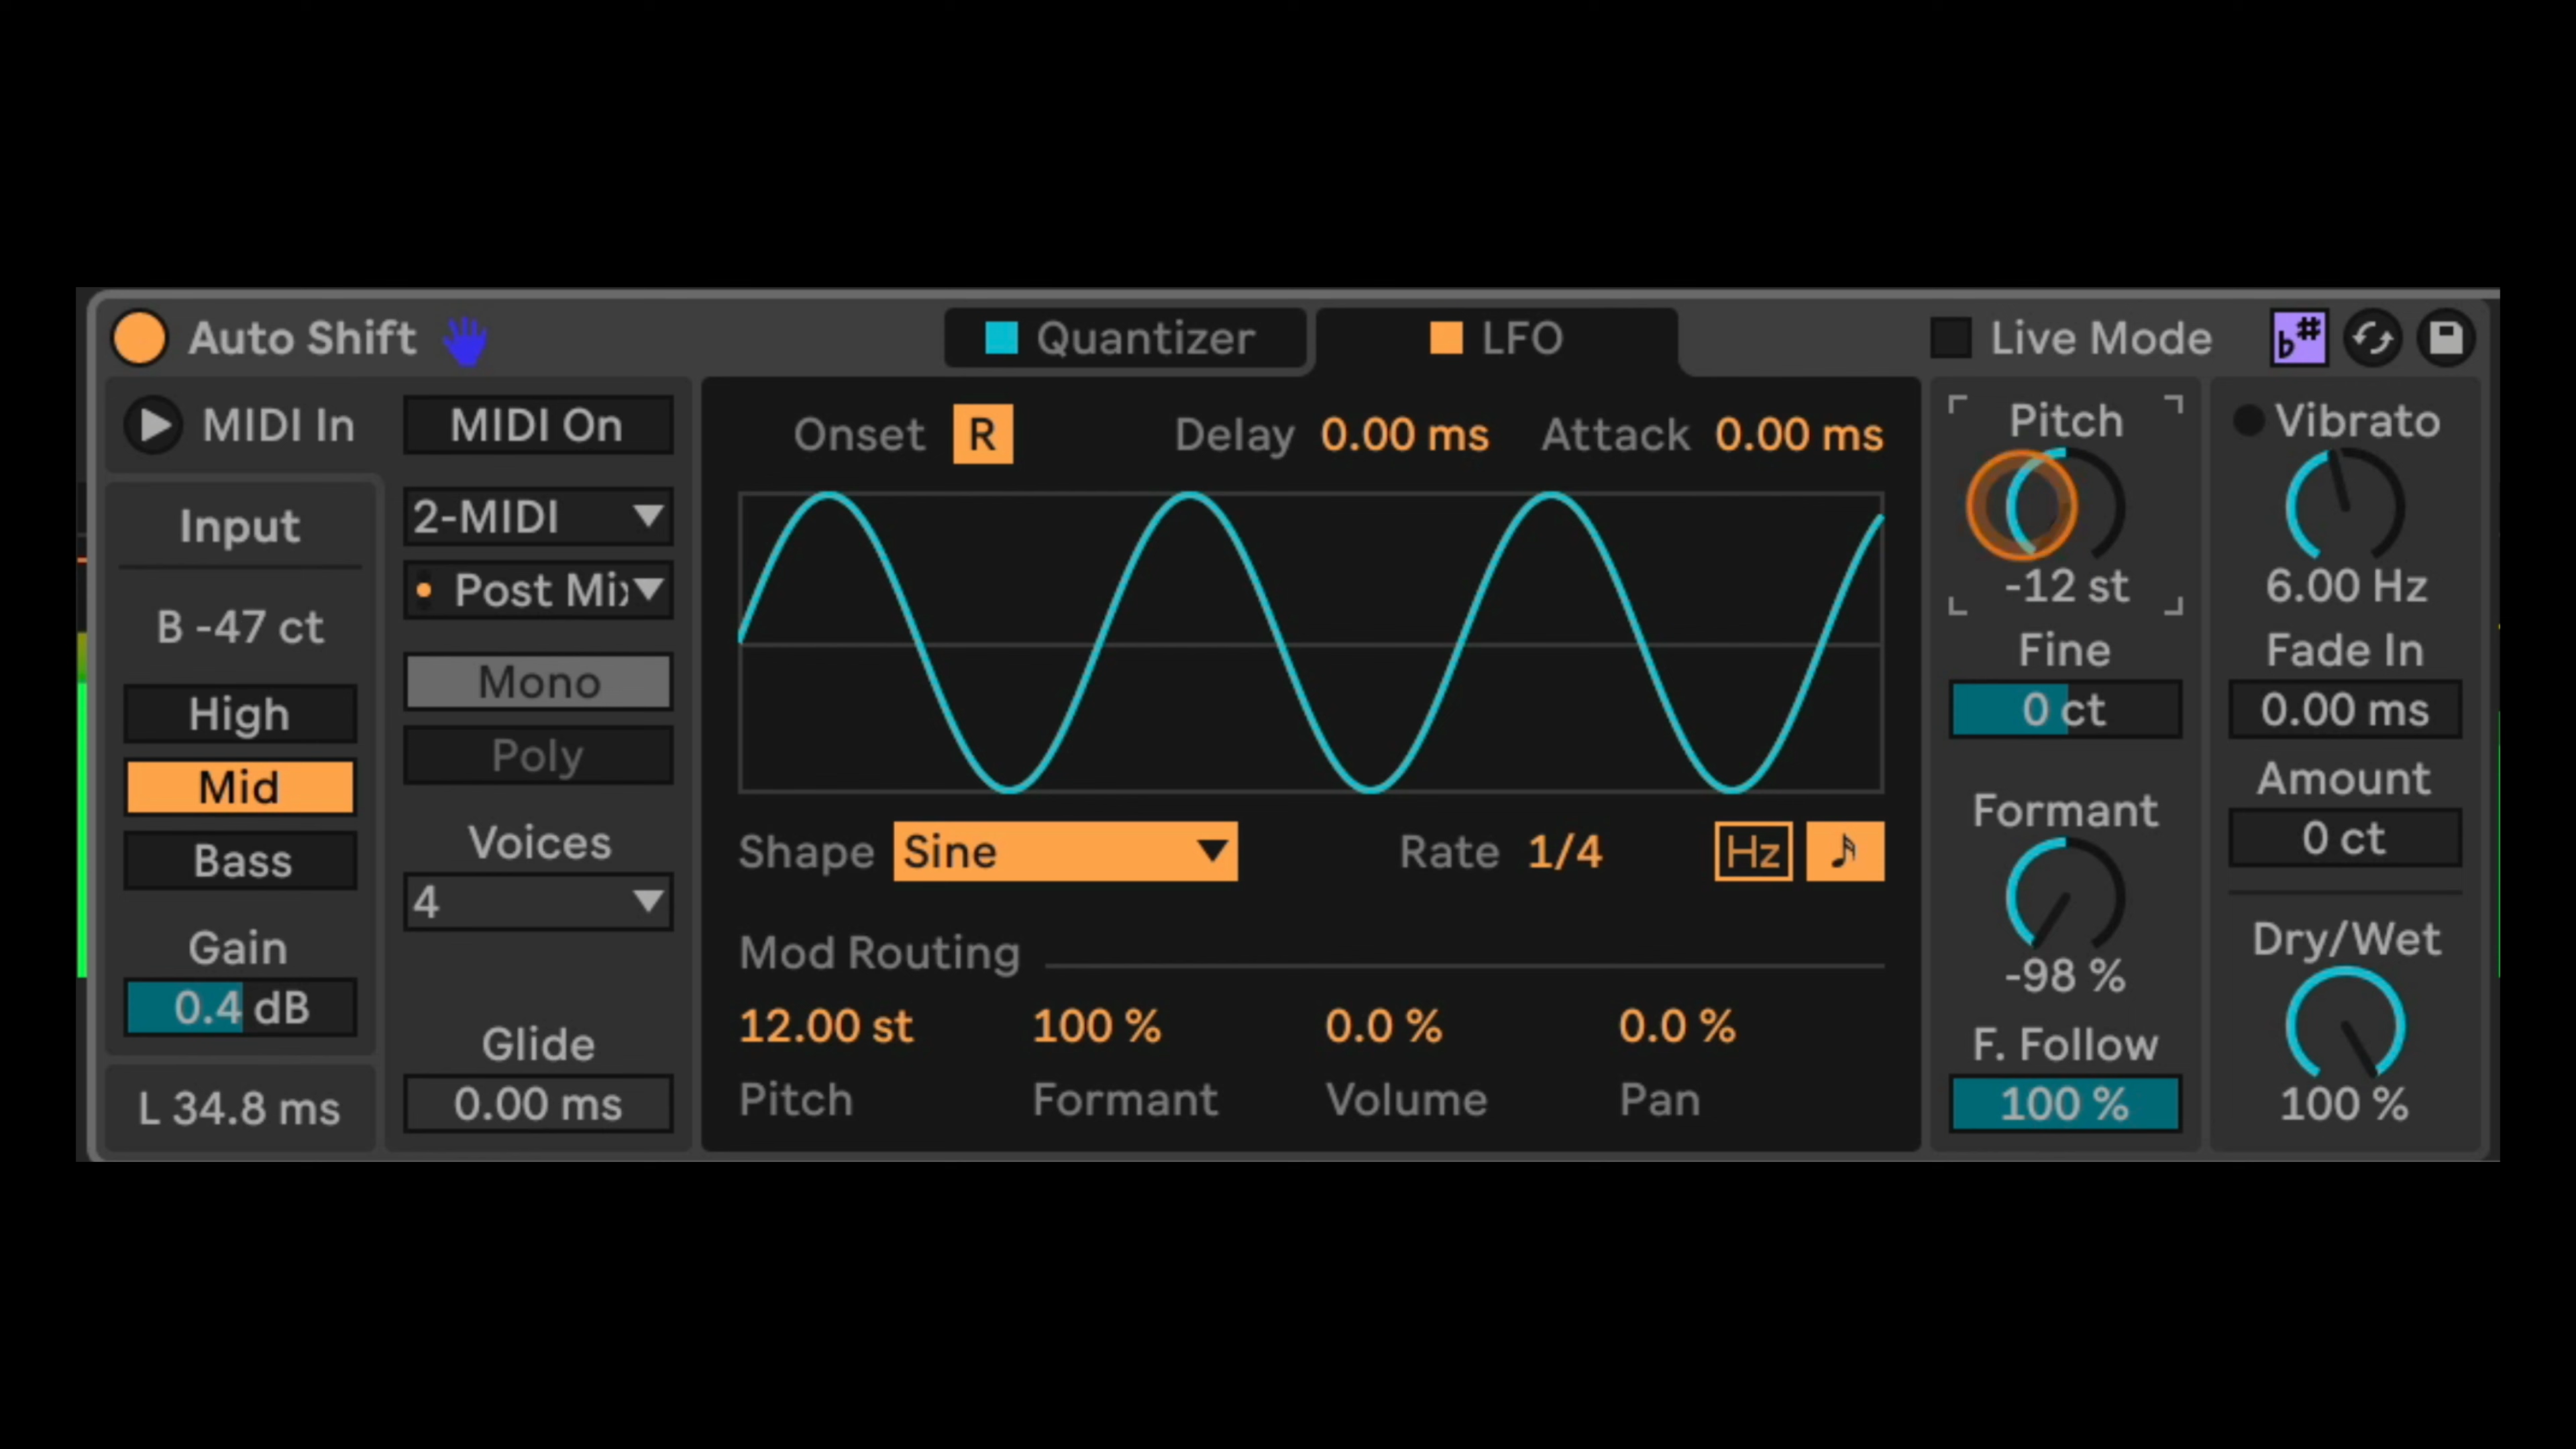 Auto Shift
Quantizer
LFO
Live Mode
b#
MIDI In
MIDI On
Input
2-MIDI
Post Mix
B -47 ct
High
Mid
Bass
Mono
Poly
Voices
4
Gain
0.4 dB
Glide
0.00 ms
L 34.8 ms
Onset R
Delay 0.00 ms
Attack 0.00 ms
Shape Sine
Rate 1/4
Hz
Mod Routing
12.00 st 100 % 0.0 % 0.0 %
Pitch Formant Volume Pan
Pitch
-12 st
Fine
0 ct
Formant
-98 %
F. Follow
100 %
Vibrato
6.00 Hz
Fade In
0.00 ms
Amount
0 ct
Dry/Wet
100 %